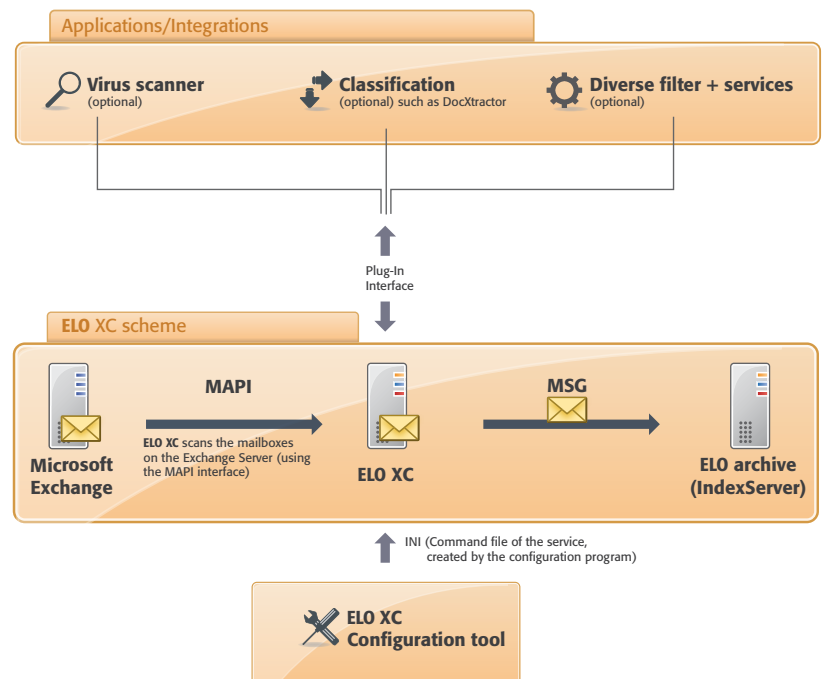 Applications/Integrations
Virus scanner
(optional)
Classification
(optional) such as DocXtractor
Diverse filter + services
(optional)
Plug-In
Interface
ELO XC scheme
MAPI
MSG
ELO XC scans the mailboxes
on the Exchange Server (using
the MAPI interface)
Microsoft
Exchange
ELO XC
ELO archive
(IndexServer)
INI (Command file of the service,
created by the configuration program)
ELO XC
Configuration tool